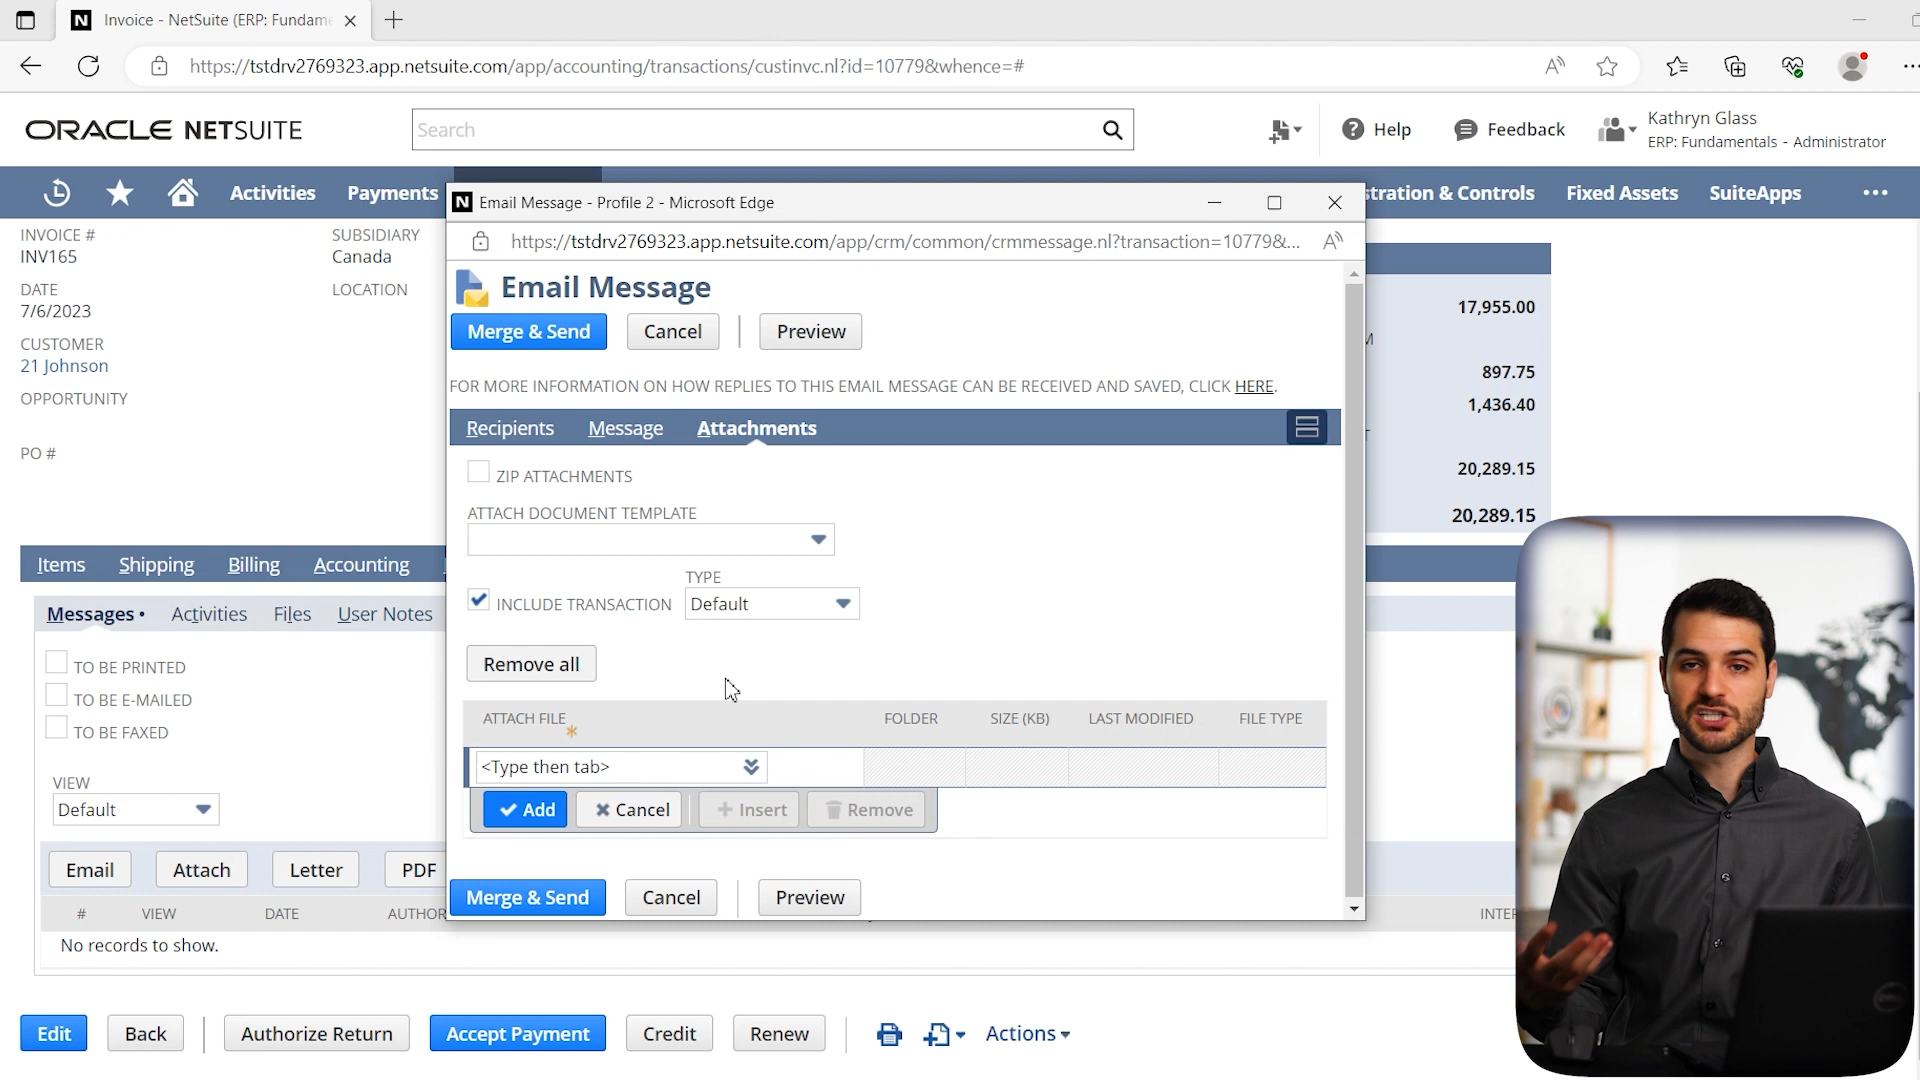 Invoice - NetSuite (ERP: Fundame
https://tstdrv2769323.app.netsuite.com/app/accounting/transactions/custinvc.nl?id=10779&whence=#
ORACLE NETSUITE
Search
Help
Feedback
Kathryn Glass
ERP: Fundamentals - Administrator
Activities
Payments
stration & Controls
Fixed Assets
SuiteApps
INVOICE #
INV165
DATE
7/6/2023
CUSTOMER
21 Johnson
OPPORTUNITY
PO #
SUBSIDIARY
Canada
LOCATION
17,955.00
M
897.75
1,436.40
T
20,289.15
20,289.15
Email Message - Profile 2 - Microsoft Edge
https://tstdrv2769323.app.netsuite.com/app/crm/common/crmmessage.nl?transaction=10779&...
Email Message
Merge & Send
Cancel
Preview
FOR MORE INFORMATION ON HOW REPLIES TO THIS EMAIL MESSAGE CAN BE RECEIVED AND SAVED, CLICK HERE.
Recipients
Message
Attachments
ZIP ATTACHMENTS
ATTACH DOCUMENT TEMPLATE
INCLUDE TRANSACTION
TYPE
Default
Remove all
ATTACH FILE
FOLDER
SIZE (KB)
LAST MODIFIED
FILE TYPE
<Type then tab>
Add
Cancel
Insert
Remove
Merge & Send
Cancel
Preview
Items
Shipping
Billing
Accounting
Messages •
Activities
Files
User Notes
TO BE PRINTED
TO BE E-MAILED
TO BE FAXED
VIEW
Default
Email
Attach
Letter
PDF
#
VIEW
DATE
AUTHOR
INTER
No records to show.
Edit
Back
Authorize Return
Accept Payment
Credit
Renew
Actions